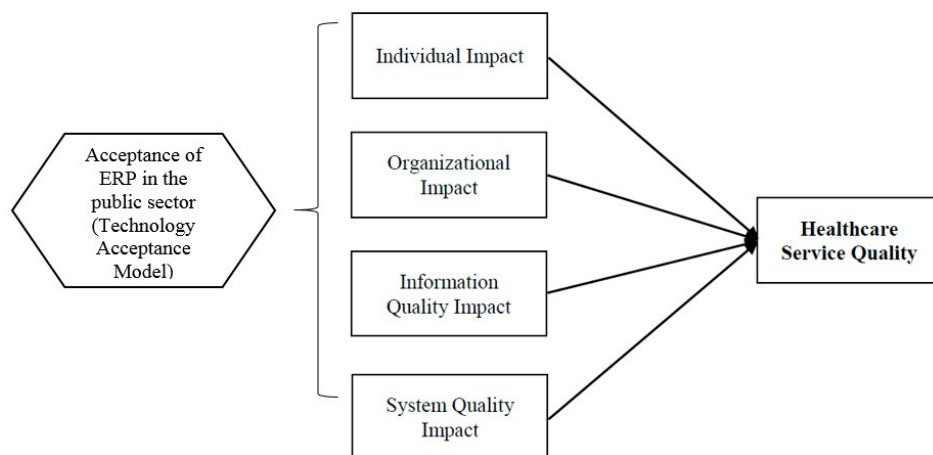 Individual Impact
Acceptance of
ERP in the
public sector
(Technology
Acceptance
Model)
Organizational
Impact
Information
Quality Impact
System Quality
Impact
Healthcare
Service Quality